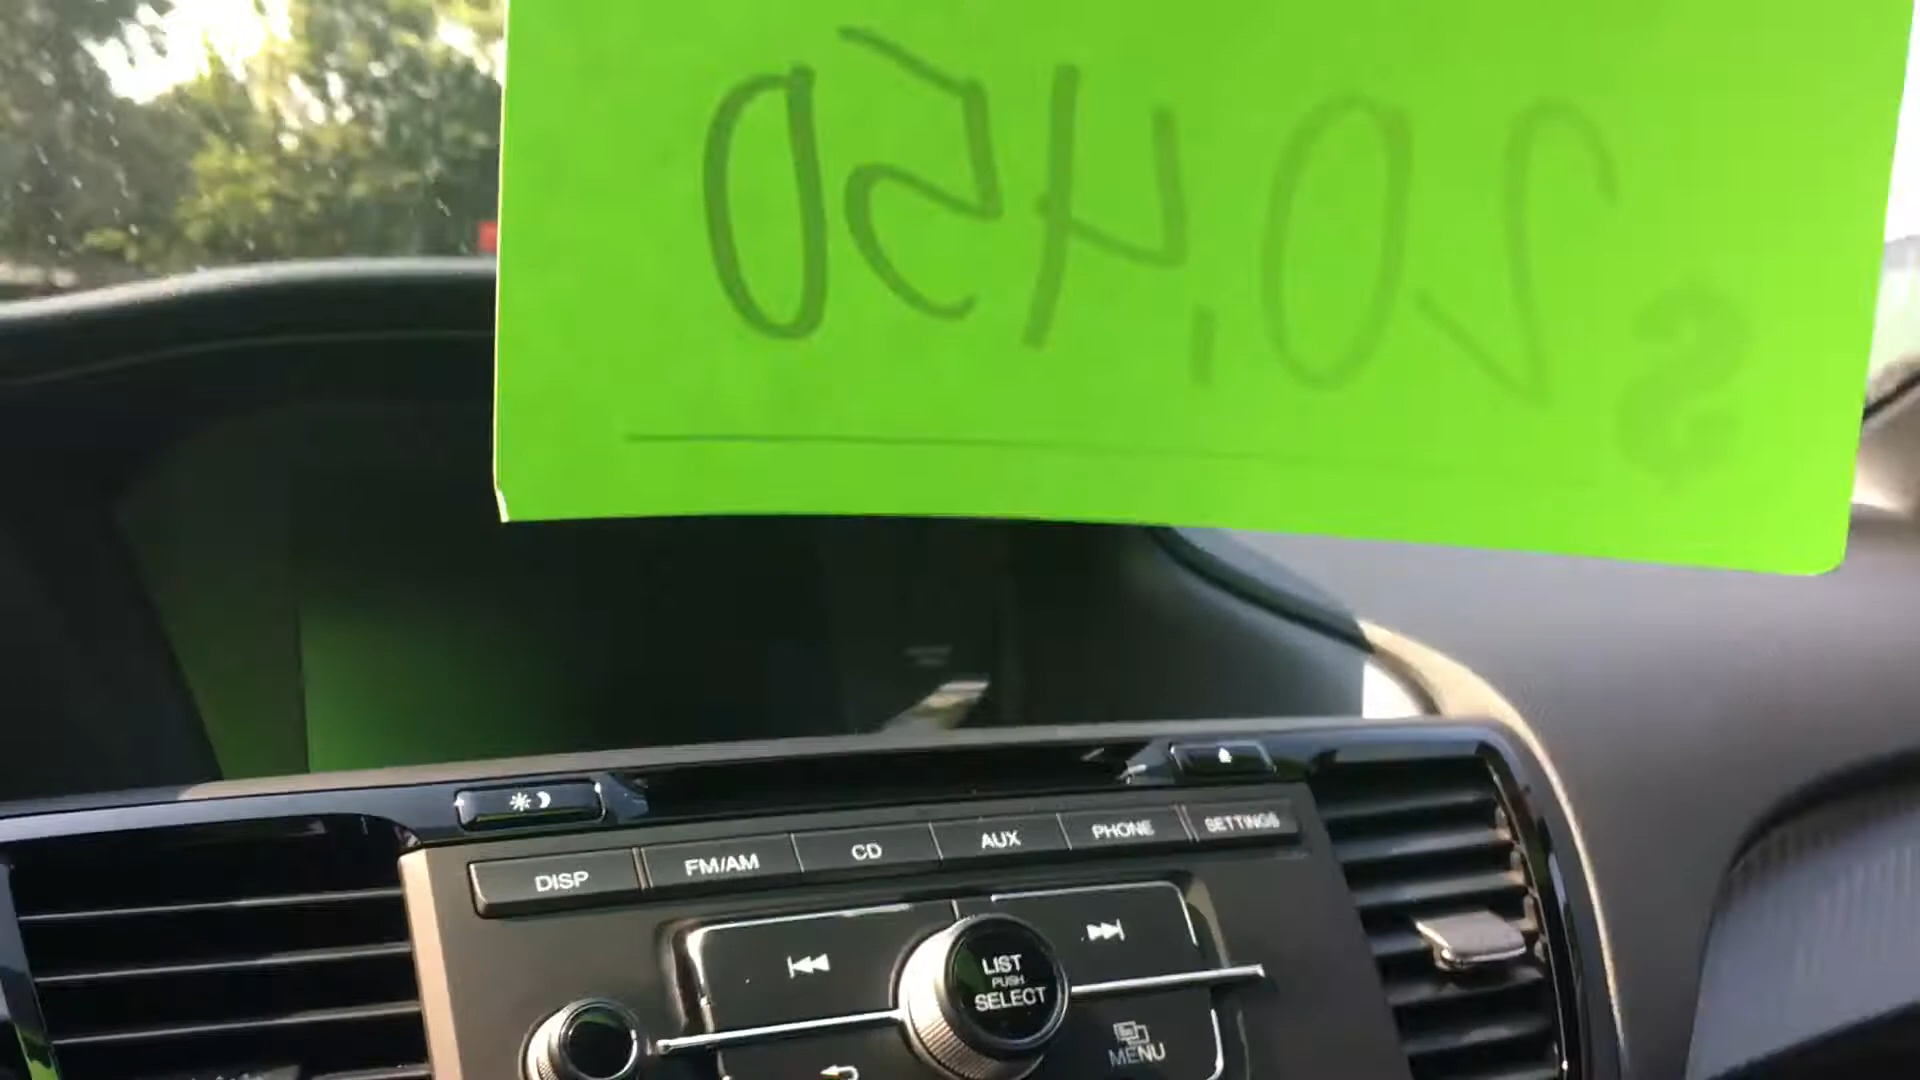 $20,450
DISP FM/AM CD AUX PHONE SETTINGS
LIST
PUSH
SELECT
MENU